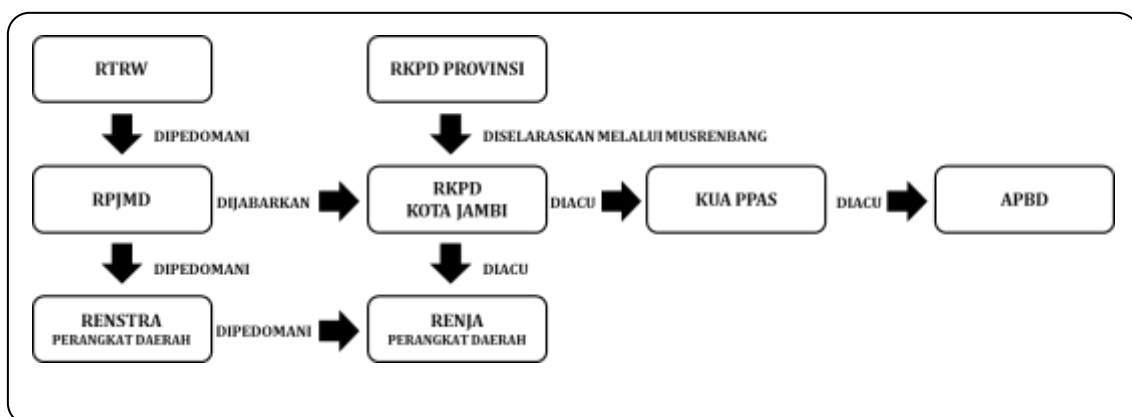 RTRW
RKPD PROVINSI
DIPEDOMANI
DISELARASKAN MELALUI MUSRENBANG
RPJMD
DIJABARKAN
RKPD
KOTA JAMBI
DIACU
KUA PPAS
DIACU
APBD
DIPEDOMANI
DIACU
RENSTRA
PERANGKAT DAERAH
DIPEDOMANI
RENJA
PERANGKAT DAERAH